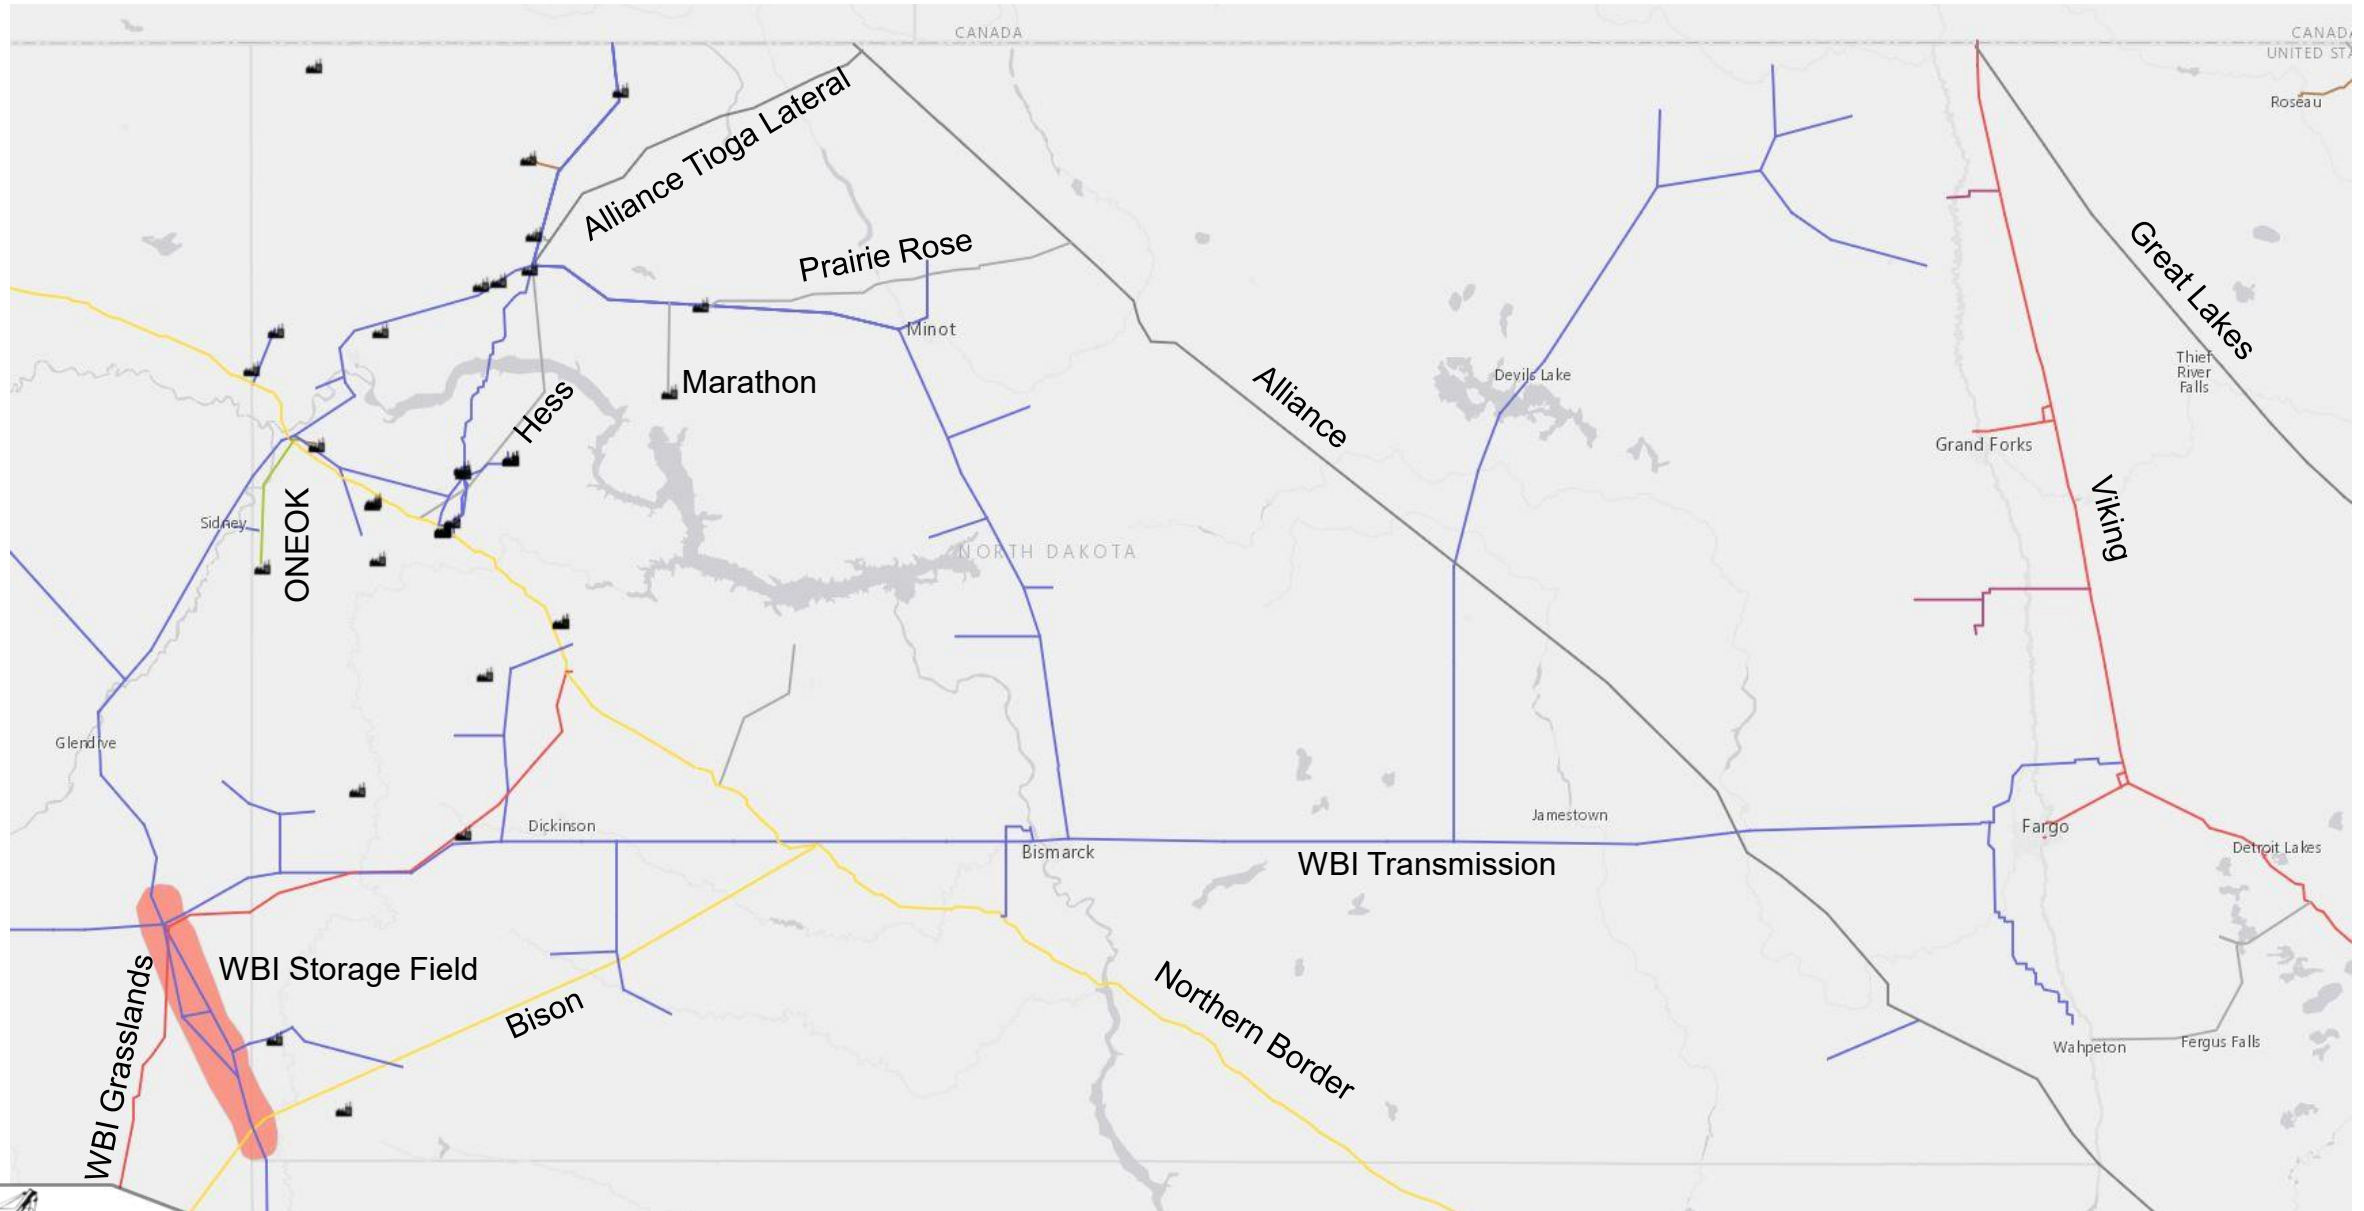 CANADA
CANADA
UNITED STA
Roseau
Alliance Tioga Lateral
Prairie Rose
Great Lakes
Minot
Thief
River
Falls
Devils Lake
Marathon
Hess
Alliance
Grand Forks
Viking
Sidney
ONEOK
NORTH DAKOTA
Glendive
Jamestown
Dickinson
Fargo
Bismarck
Detroit Lakes
WBI Transmission
WBI Storage Field
WBI Grasslands
Bison
Northern Border
Wahpeton
Fergus Falls